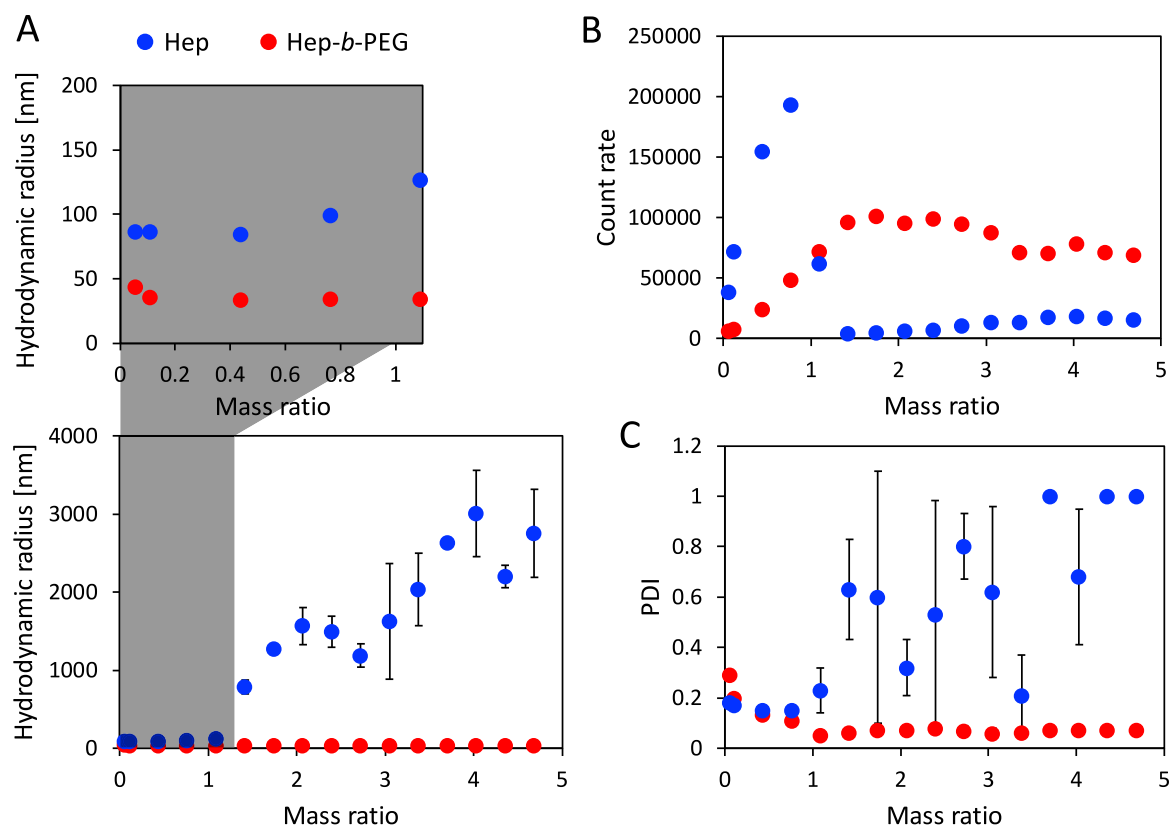 A
Hep
Hep-b-PEG
Hydrodynamic radius [nm]
200
150
100
50
0
0 0.2 0.4 0.6 0.8 1
Mass ratio
Hydrodynamic radius [nm]
4000
3000
2000
1000
0
0 1 2 3 4 5
Mass ratio
B
Count rate
250000
200000
150000
100000
50000
0
0 1 2 3 4 5
Mass ratio
C
PDI
1.2
1
0.8
0.6
0.4
0.2
0
0 1 2 3 4 5
Mass ratio